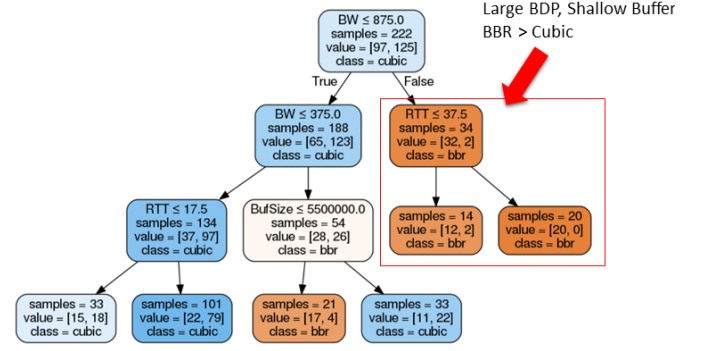 Large BDP, Shallow Buffer
BBR > Cubic
BW ≤ 875.0
samples = 222
value = [97, 125]
class = cubic
True
False
BW ≤ 375.0
samples = 188
value = [65, 123]
class = cubic
RTT ≤ 37.5
samples = 34
value = [32, 2]
class = bbr
RTT ≤ 17.5
samples = 134
value = [37, 97]
class = cubic
BufSize ≤ 5500000.0
samples = 54
value = [28, 26]
class = bbr
samples = 14
value = [12, 2]
class = bbr
samples = 20
value = [20, 0]
class = bbr
samples = 33
value = [15, 18]
class = cubic
samples = 101
value = [22, 79]
class = cubic
samples = 21
value = [17, 4]
class = bbr
samples = 33
value = [11, 22]
class = cubic